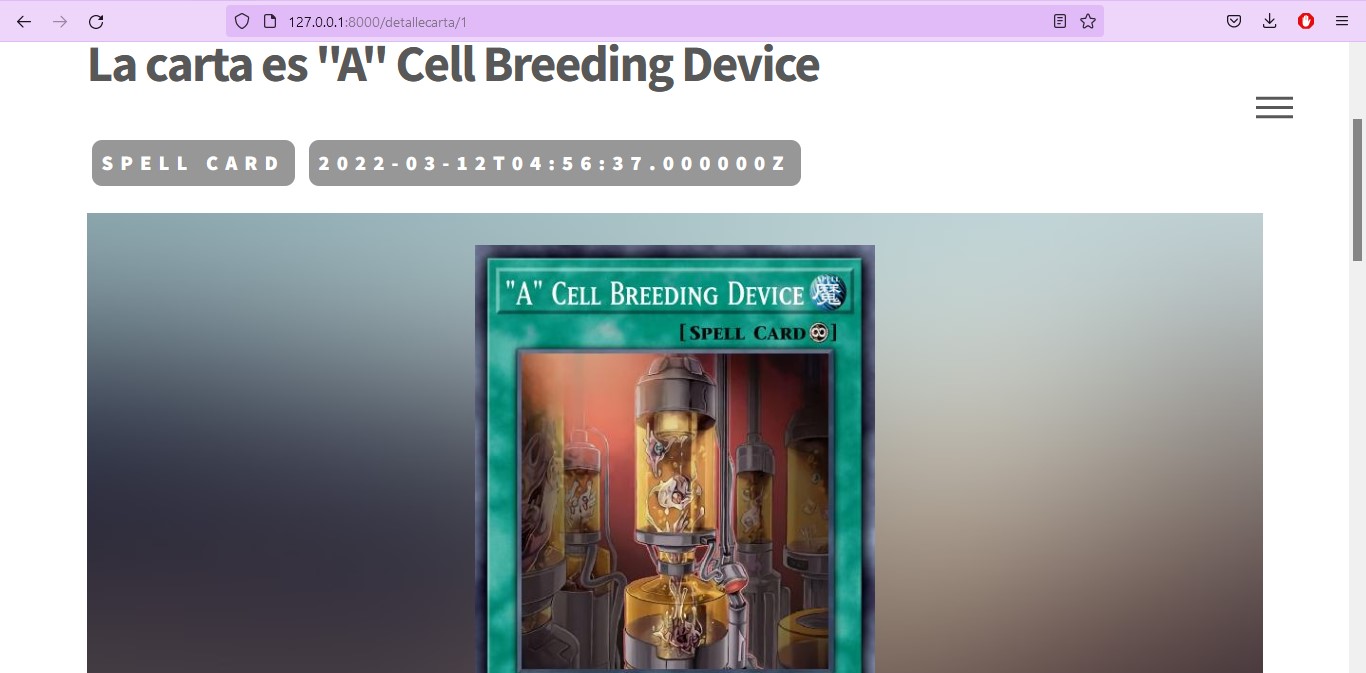 127.0.0.1:8000/detallecarta/1
La carta es "A" Cell Breeding Device
SPELL CARD 2022-03-12T04:56:37.000000Z
"A" CELL BREEDING DEVICE 魔
[SPELL CARD♾]